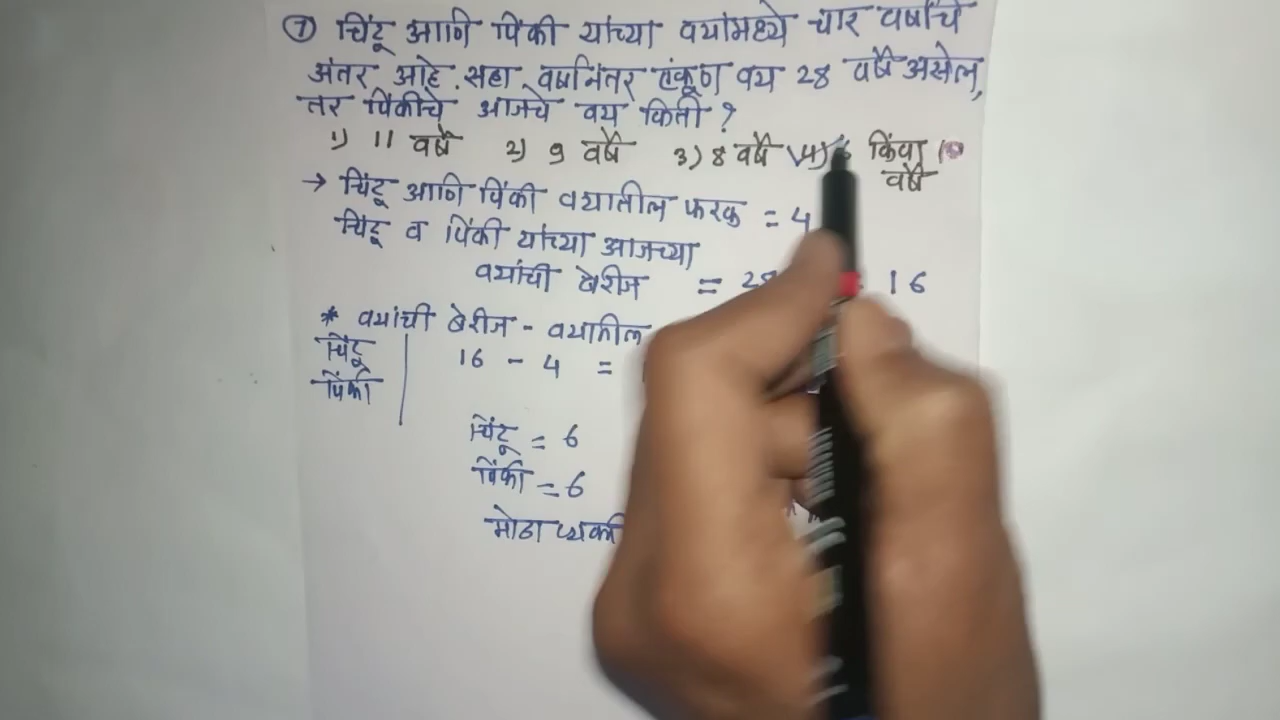 ७ चिंटू आणि पिंकी यांच्या वयांमध्ये चार वर्षांचे
अंतर आहे. सहा वर्षानंतर एकूण वय 28 वर्षे असेल,
तर पिंकीचे आजचे वय किती ?
1) 11 वर्षे 2) 9 वर्षे 3) 8 वर्षे 4) 6 किंवा 10
वर्षे
→ चिंटू आणि पिंकी वयातील फरक = 4
चिंटू व पिंकी यांच्या आजच्या
वयांची बेरीज = 28 16
* वयांची बेरीज - वयातील
चिंटू
पिंकी
16 - 4 =
चिंटू = 6
पिंकी = 6
मोठा